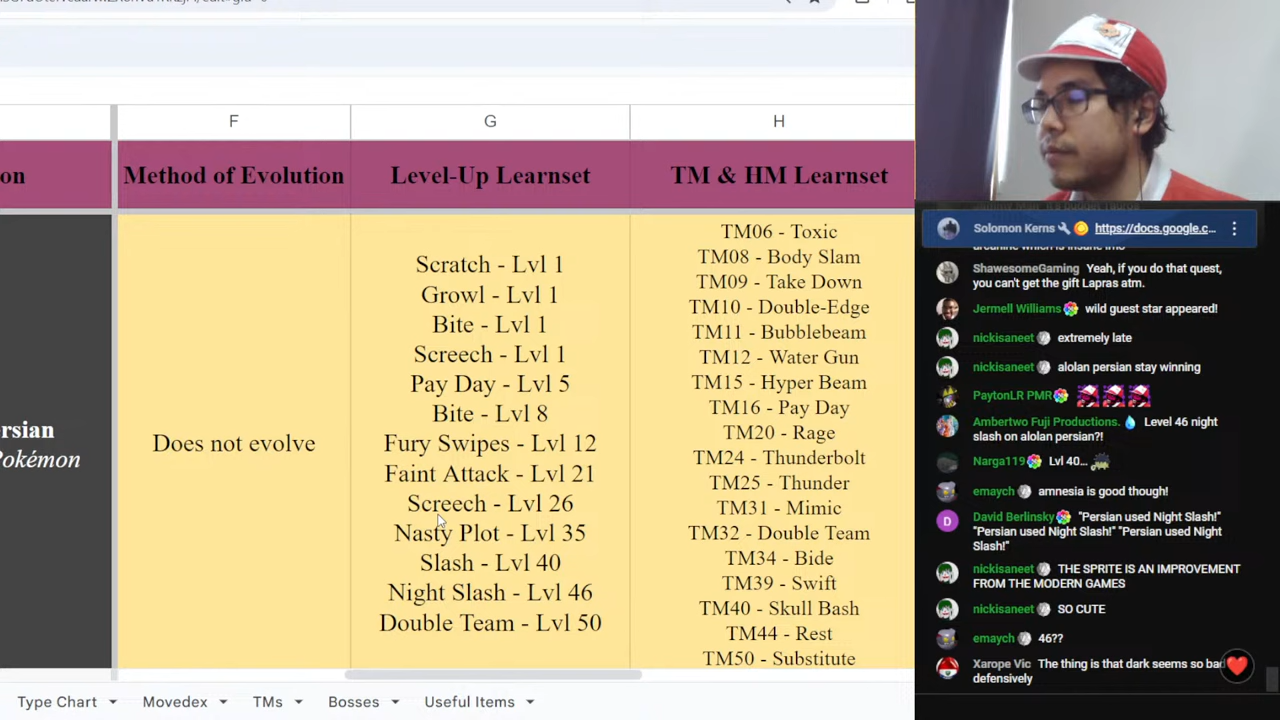 F
G
H
on
Method of Evolution
Level-Up Learnset
TM & HM Learnset
rsian
Pokémon
Does not evolve
Scratch - Lvl 1
Growl - Lvl 1
Bite - Lvl 1
Screech - Lvl 1
Pay Day - Lvl 5
Bite - Lvl 8
Fury Swipes - Lvl 12
Faint Attack - Lvl 21
Screech - Lvl 26
Nasty Plot - Lvl 35
Slash - Lvl 40
Night Slash - Lvl 46
Double Team - Lvl 50
TM06 - Toxic
TM08 - Body Slam
TM09 - Take Down
TM10 - Double-Edge
TM11 - Bubblebeam
TM12 - Water Gun
TM15 - Hyper Beam
TM16 - Pay Day
TM20 - Rage
TM24 - Thunderbolt
TM25 - Thunder
TM31 - Mimic
TM32 - Double Team
TM34 - Bide
TM39 - Swift
TM40 - Skull Bash
TM44 - Rest
TM50 - Substitute
Type Chart
Movedex
TMs
Bosses
Useful Items
Solomon Kerns https://docs.google.c...
arcanine which is insane imo
ShawesomeGaming Yeah, if you do that quest,
you can't get the gift Lapras atm.
Jermell Williams wild guest star appeared!
nickisaneet extremely late
nickisaneet alolan persian stay winning
PaytonLR PMR
Ambertwo Fuji Productions. Level 46 night
slash on alolan persian?!
Narga119 Lvl 40...
emaych amnesia is good though!
David Berlinsky "Persian used Night Slash!"
"Persian used Night Slash!" "Persian used Night
Slash!"
nickisaneet THE SPRITE IS AN IMPROVEMENT
FROM THE MODERN GAMES
nickisaneet SO CUTE
emaych 46??
Xarope Vic The thing is that dark seems so bad
defensively